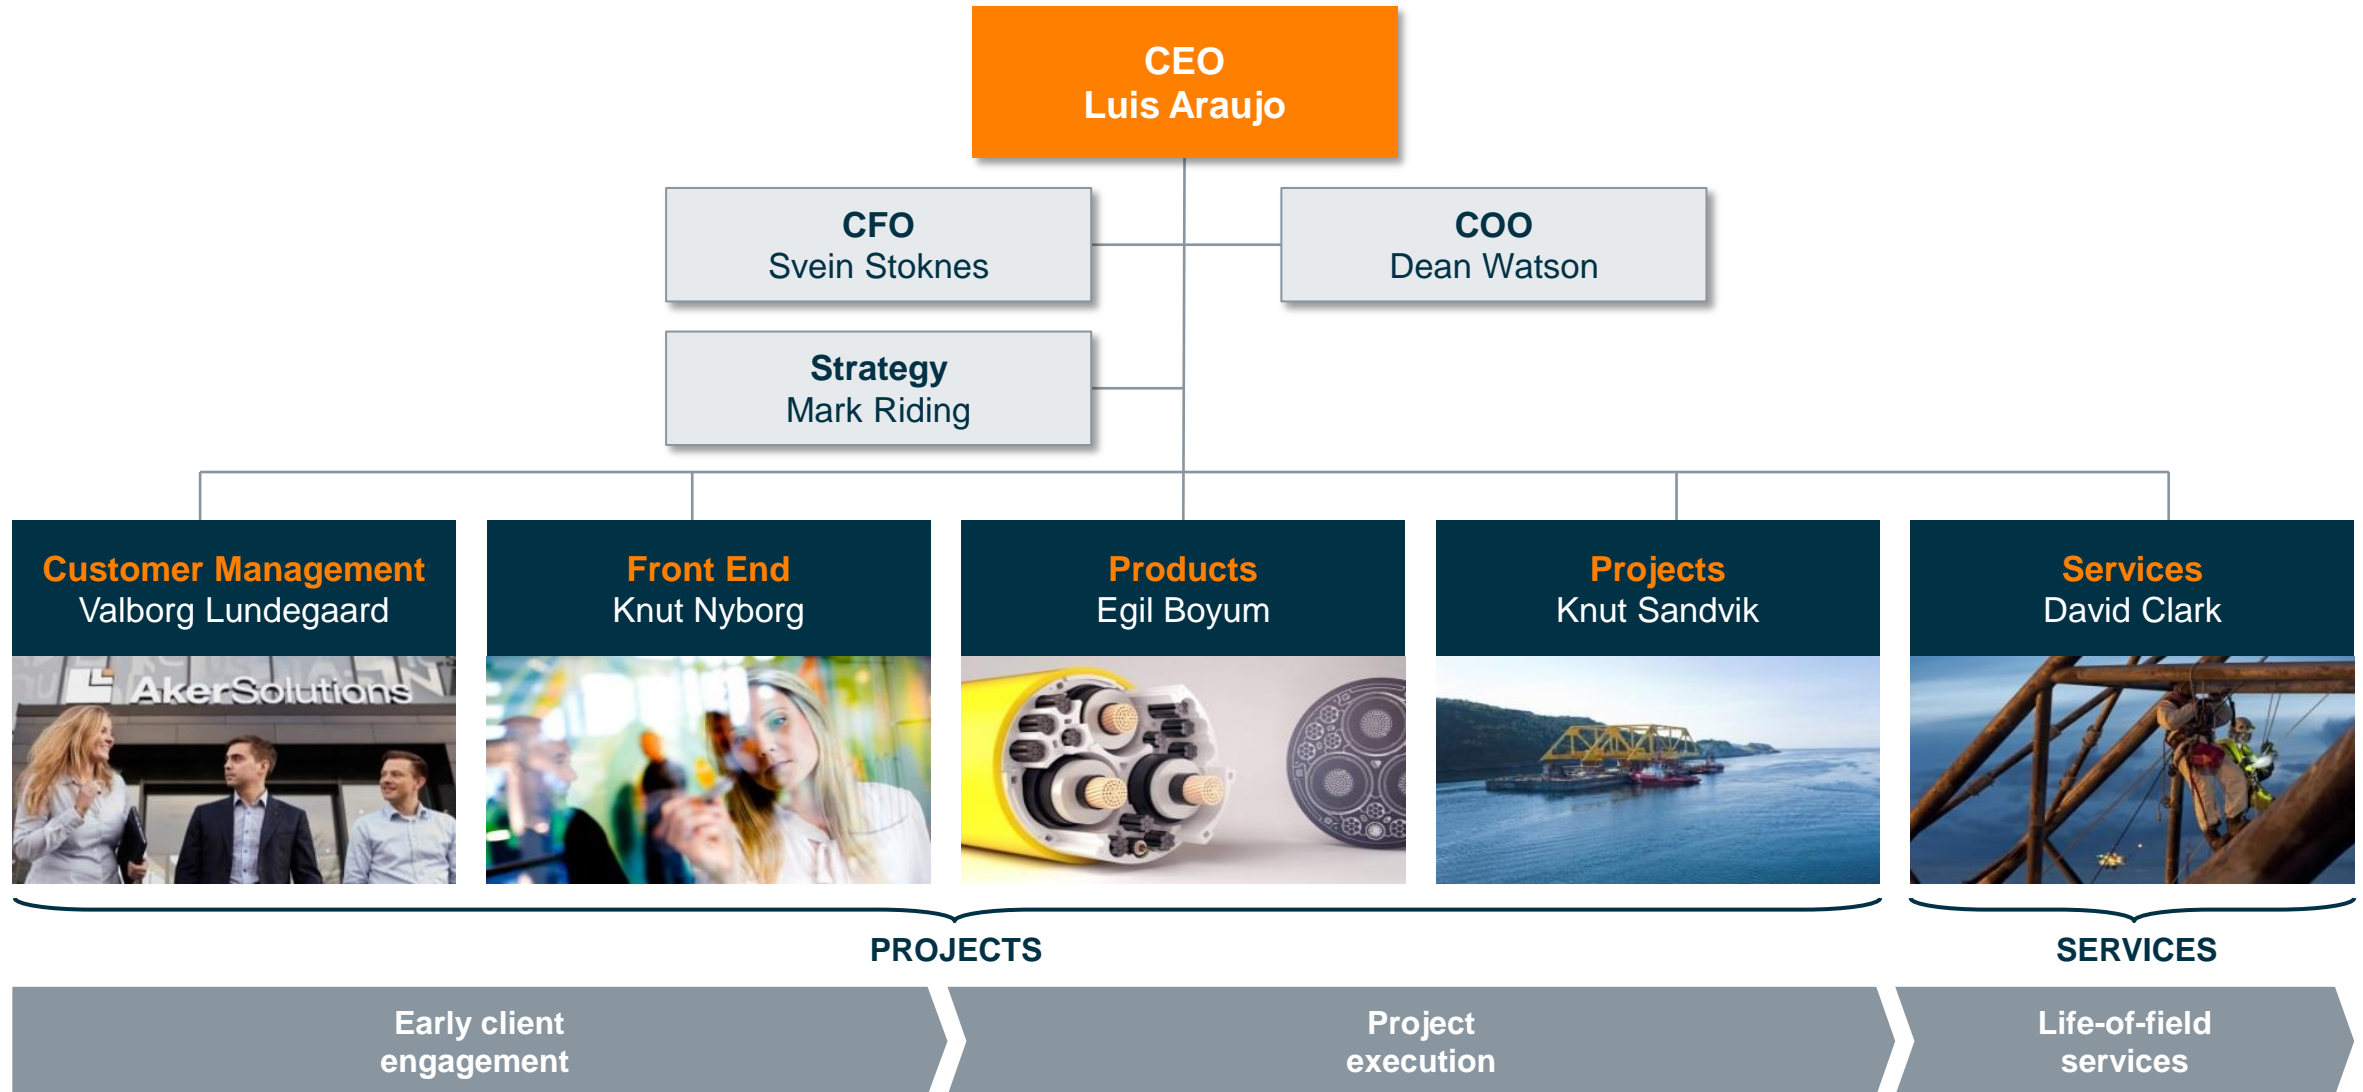 CEO
Luis Araujo
CFO
Svein Stoknes
COO
Dean Watson
Strategy
Mark Riding
Customer Management
Valborg Lundegaard
Front End
Knut Nyborg
Products
Egil Boyum
Projects
Knut Sandvik
Services
David Clark
AkerSolutions
PROJECTS
SERVICES
Early client
engagement
Project
execution
Life-of-field
services